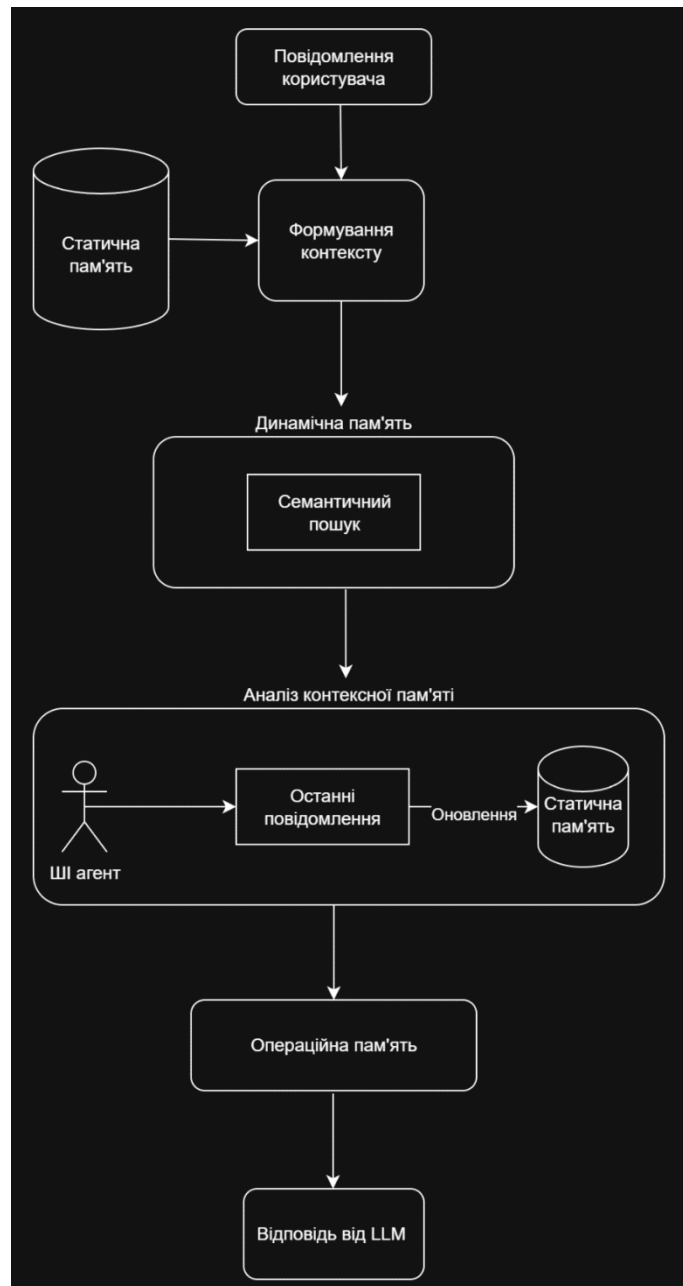 Повідомлення
користувача
Статична
пам'ять
Формування
контексту
Динамічна пам'ять
Семантичний
пошук
Аналіз контексної пам'яті
Останні
повідомлення
Оновлення
Статична
пам'ять
ШІ агент
Операційна пам'ять
Відповідь від LLM